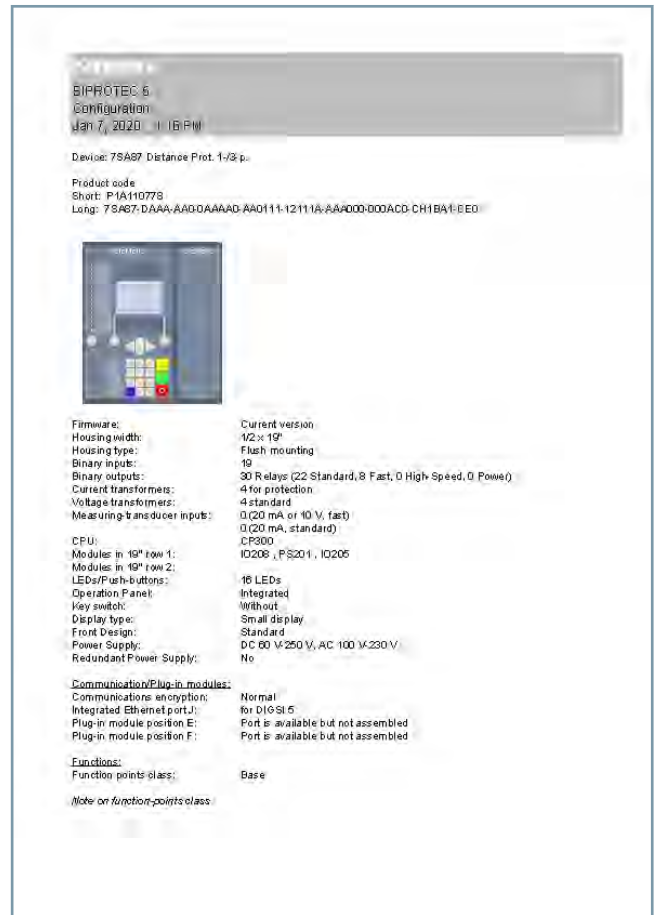 SIPROTEC 5
Configuration
Jan 7, 2020 1:16 PM
Device: 7SA87 Distance Prot. 1-/3-p.
Product code
Short: P1A110778
Long: 7SA87-DAAA-AA0-0AAAA0-AA0111-12111A-AAA000-000AC0-CH1BA1-CE0
Firmware: Current version
Housing width: 1/2 x 19"
Housing type: Flush mounting
Binary inputs: 19
Binary outputs: 30 Relays (22 Standard, 8 Fast, 0 High-Speed, 0 Power)
Current transformers: 4 for protection
Voltage transformers: 4 standard
Measuring-transducer inputs: 0 (20 mA or 10 V, fast)
0 (20 mA, standard)
CPU: CP300
Modules in 19" row 1: IO208 , PS201 , IO205
Modules in 19" row 2:
LEDs/Push-buttons: 16 LEDs
Operation Panel: Integrated
Key switch: Without
Display type: Small display
Front Design: Standard
Power Supply: DC 60 V-250 V, AC 100 V-230 V
Redundant Power Supply: No
Communication/Plug-in modules:
Communications encryption: Normal
Integrated Ethernet port J: for DIGSI 5
Plug-in module position E: Port is available but not assembled
Plug-in module position F: Port is available but not assembled
Functions:
Function points class: Base
Note on function-points class